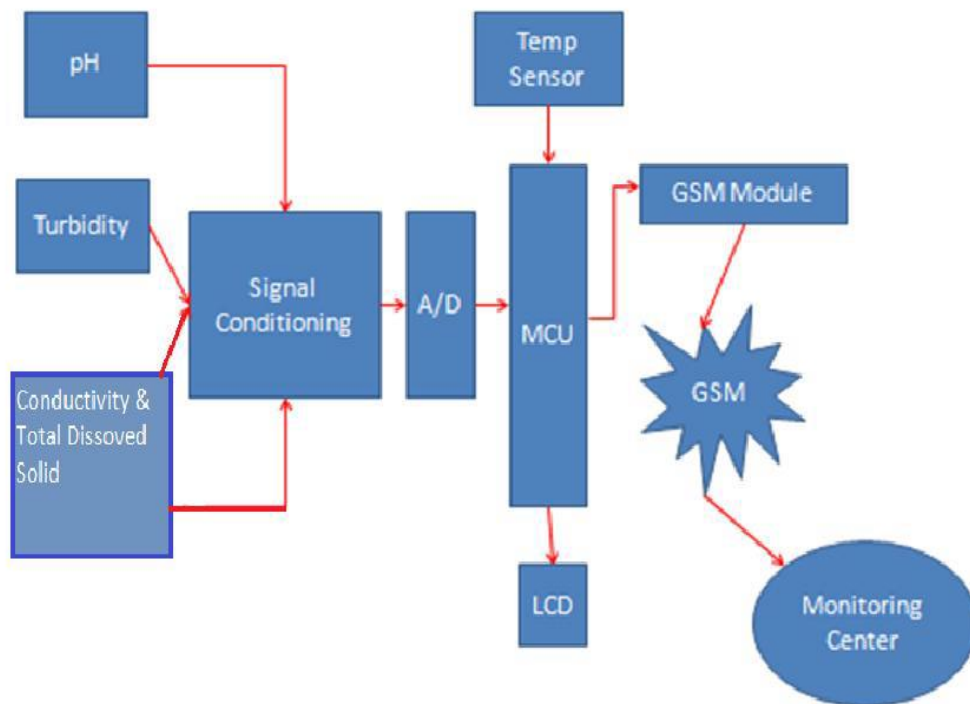 pH
Temp
Sensor
Turbidity
GSM Module
Signal
Conditioning
A/D
MCU
GSM
Conductivity &
Total Dissoved
Solid
LCD
Monitoring
Center